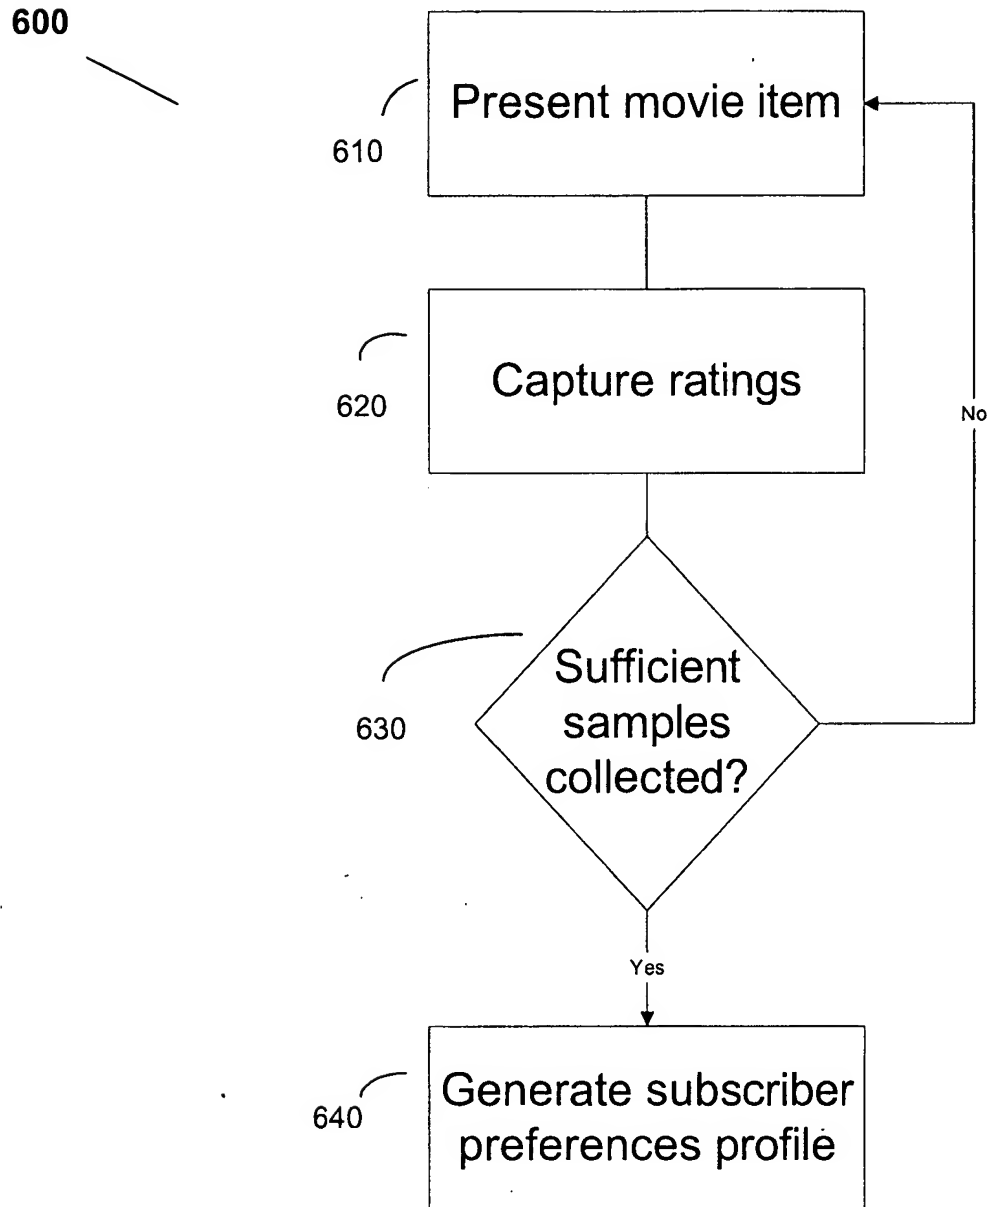 600
Present movie item
610
Capture ratings
620
No
Sufficient
samples
collected?
630
Yes
Generate subscriber
preferences profile
640